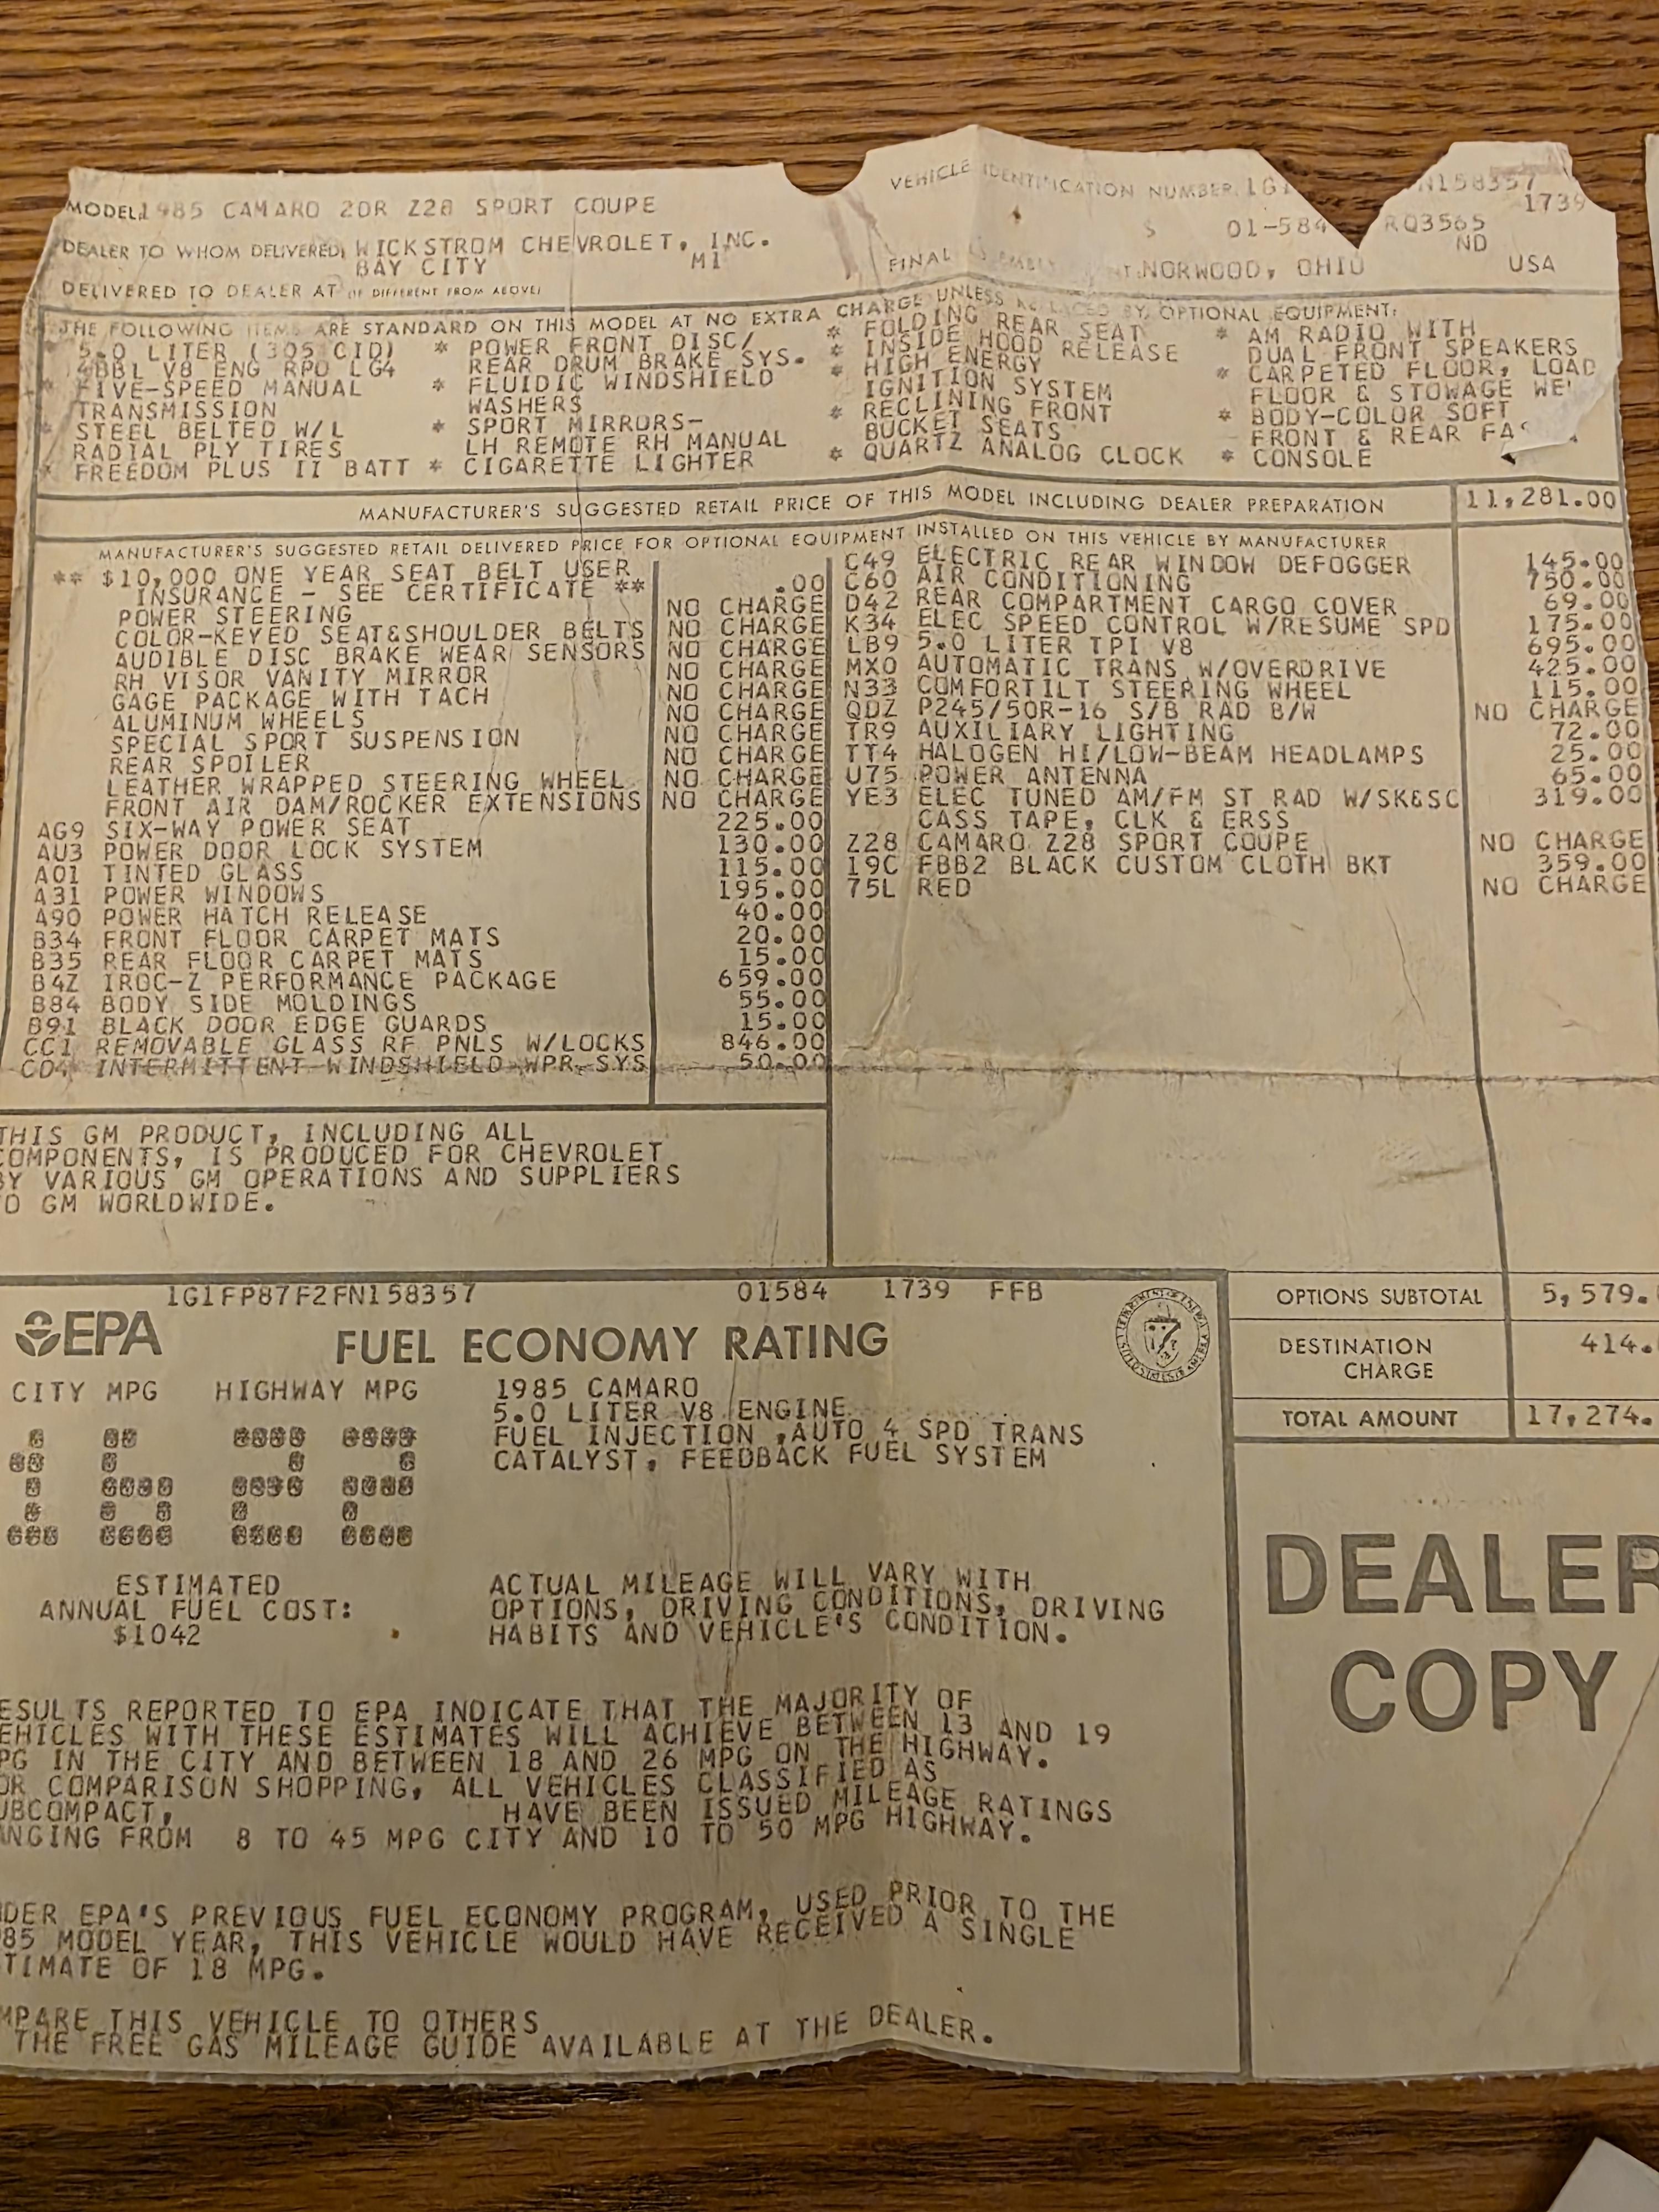 MODEL: 1985 CAMARO 2DR Z28 SPORT COUPE
VEHICLE IDENTIFICATION NUMBER 1G1 N158357
1739
DEALER TO WHOM DELIVERED: WICKSTROM CHEVROLET, INC.
BAY CITY MI
$ 01-584 RQ3565
ND
FINAL NORWOOD, OHIO USA
DELIVERED TO DEALER AT (IF DIFFERENT FROM ABOVE)
THE FOLLOWING ITEMS ARE STANDARD ON THIS MODEL AT NO EXTRA CHARGE UNLESS REPLACED BY OPTIONAL EQUIPMENT:
* 5.0 LITER (305 CID)
4BBL V8 ENG RPO LG4
* FIVE-SPEED MANUAL
TRANSMISSION
* STEEL BELTED W/L
RADIAL PLY TIRES
* FREEDOM PLUS II BATT
* POWER FRONT DISC/
REAR DRUM BRAKE SYS.
* FLUIDIC WINDSHIELD
WASHERS
* SPORT MIRRORS-
LH REMOTE RH MANUAL
* CIGARETTE LIGHTER
* FOLDING REAR SEAT
* INSIDE HOOD RELEASE
* HIGH ENERGY
IGNITION SYSTEM
* RECLINING FRONT
BUCKET SEATS
* QUARTZ ANALOG CLOCK
* AM RADIO WITH
DUAL FRONT SPEAKERS
* CARPETED FLOOR, LOAD
FLOOR & STOWAGE WE
* BODY-COLOR SOFT
FRONT & REAR FA
* CONSOLE
MANUFACTURER'S SUGGESTED RETAIL PRICE OF THIS MODEL INCLUDING DEALER PREPARATION 11,281.00
MANUFACTURER'S SUGGESTED RETAIL DELIVERED PRICE FOR OPTIONAL EQUIPMENT INSTALLED ON THIS VEHICLE BY MANUFACTURER
** $10,000 ONE YEAR SEAT BELT USER
INSURANCE - SEE CERTIFICATE ** .00
POWER STEERING NO CHARGE
COLOR-KEYED SEAT&SHOULDER BELTS NO CHARGE
AUDIBLE DISC BRAKE WEAR SENSORS NO CHARGE
RH VISOR VANITY MIRROR NO CHARGE
GAGE PACKAGE WITH TACH NO CHARGE
ALUMINUM WHEELS NO CHARGE
SPECIAL SPORT SUSPENSION NO CHARGE
REAR SPOILER NO CHARGE
LEATHER WRAPPED STEERING WHEEL NO CHARGE
FRONT AIR DAM/ROCKER EXTENSIONS NO CHARGE
AG9 SIX-WAY POWER SEAT 225.00
AU3 POWER DOOR LOCK SYSTEM 130.00
A01 TINTED GLASS 115.00
A31 POWER WINDOWS 195.00
A90 POWER HATCH RELEASE 40.00
B34 FRONT FLOOR CARPET MATS 20.00
B35 REAR FLOOR CARPET MATS 15.00
B4Z IROC-Z PERFORMANCE PACKAGE 659.00
B84 BODY SIDE MOLDINGS 55.00
B91 BLACK DOOR EDGE GUARDS 15.00
CC1 REMOVABLE GLASS RF PNLS W/LOCKS 846.00
CD4 INTERMITTENT WINDSHIELD WPR SYS 50.00
C49 ELECTRIC REAR WINDOW DEFOGGER 145.00
C60 AIR CONDITIONING 750.00
D42 REAR COMPARTMENT CARGO COVER 69.00
K34 ELEC SPEED CONTROL W/RESUME SPD 175.00
LB9 5.0 LITER TPI V8 695.00
MX0 AUTOMATIC TRANS W/OVERDRIVE 425.00
N33 COMFORTILT STEERING WHEEL 115.00
QDZ P245/50R-16 S/B RAD B/W NO CHARGE
TR9 AUXILIARY LIGHTING 72.00
TT4 HALOGEN HI/LOW-BEAM HEADLAMPS 25.00
U75 POWER ANTENNA 65.00
YE3 ELEC TUNED AM/FM ST RAD W/SK&SC 319.00
CASS TAPE, CLK & ERSS
Z28 CAMARO Z28 SPORT COUPE NO CHARGE
19C FBB2 BLACK CUSTOM CLOTH BKT 359.00
75L RED NO CHARGE
THIS GM PRODUCT, INCLUDING ALL
COMPONENTS, IS PRODUCED FOR CHEVROLET
BY VARIOUS GM OPERATIONS AND SUPPLIERS
TO GM WORLDWIDE.
OPTIONS SUBTOTAL 5,579.
DESTINATION CHARGE 414.
TOTAL AMOUNT 17,274.
DEALER
COPY
1G1FP87F2FN158357 01584 1739 FFB
EPA FUEL ECONOMY RATING
CITY MPG HIGHWAY MPG
16 22
1985 CAMARO
5.0 LITER V8 ENGINE
FUEL INJECTION ,AUTO 4 SPD TRANS
CATALYST, FEEDBACK FUEL SYSTEM
ESTIMATED
ANNUAL FUEL COST:
$1042
ACTUAL MILEAGE WILL VARY WITH
OPTIONS, DRIVING CONDITIONS, DRIVING
HABITS AND VEHICLE'S CONDITION.
ESULTS REPORTED TO EPA INDICATE THAT THE MAJORITY OF
EHICLES WITH THESE ESTIMATES WILL ACHIEVE BETWEEN 13 AND 19
PG IN THE CITY AND BETWEEN 18 AND 26 MPG ON THE HIGHWAY.
OR COMPARISON SHOPPING, ALL VEHICLES CLASSIFIED AS
UBCOMPACT, HAVE BEEN ISSUED MILEAGE RATINGS
ANGING FROM 8 TO 45 MPG CITY AND 10 TO 50 MPG HIGHWAY.
DER EPA'S PREVIOUS FUEL ECONOMY PROGRAM, USED PRIOR TO THE
85 MODEL YEAR, THIS VEHICLE WOULD HAVE RECEIVED A SINGLE
TIMATE OF 18 MPG.
MPARE THIS VEHICLE TO OTHERS
THE FREE GAS MILEAGE GUIDE AVAILABLE AT THE DEALER.